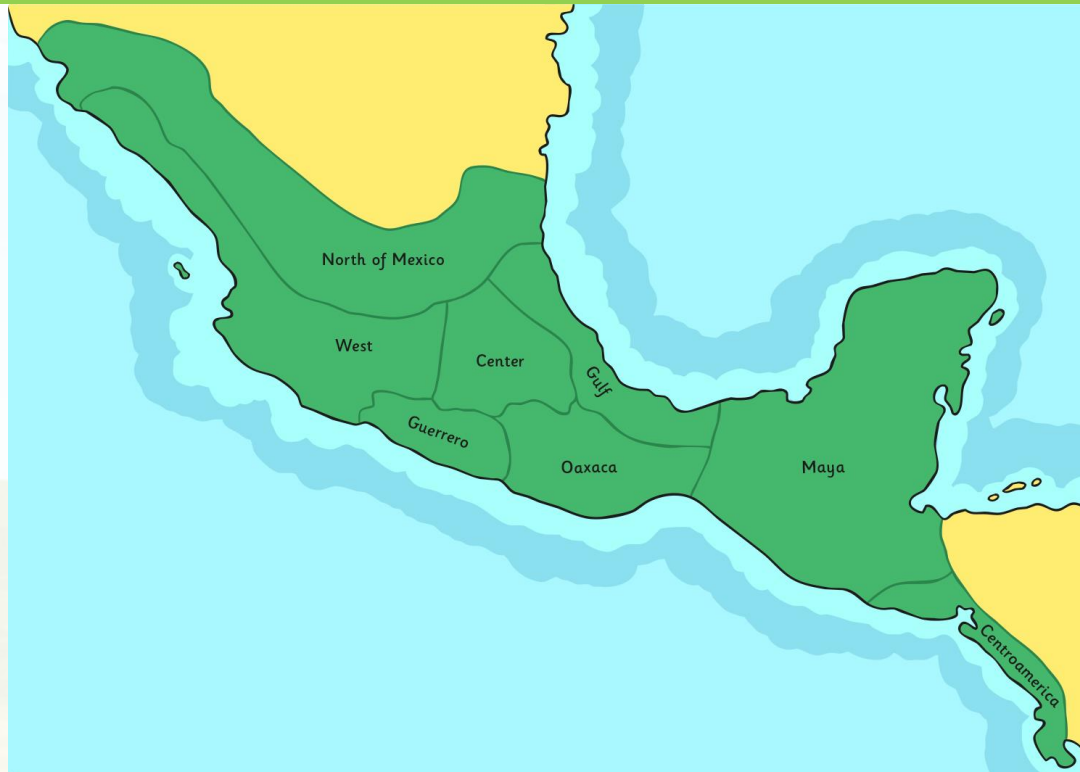 North of Mexico
West
Center
Gulf
Guerrero
Oaxaca
Maya
Centroamerica